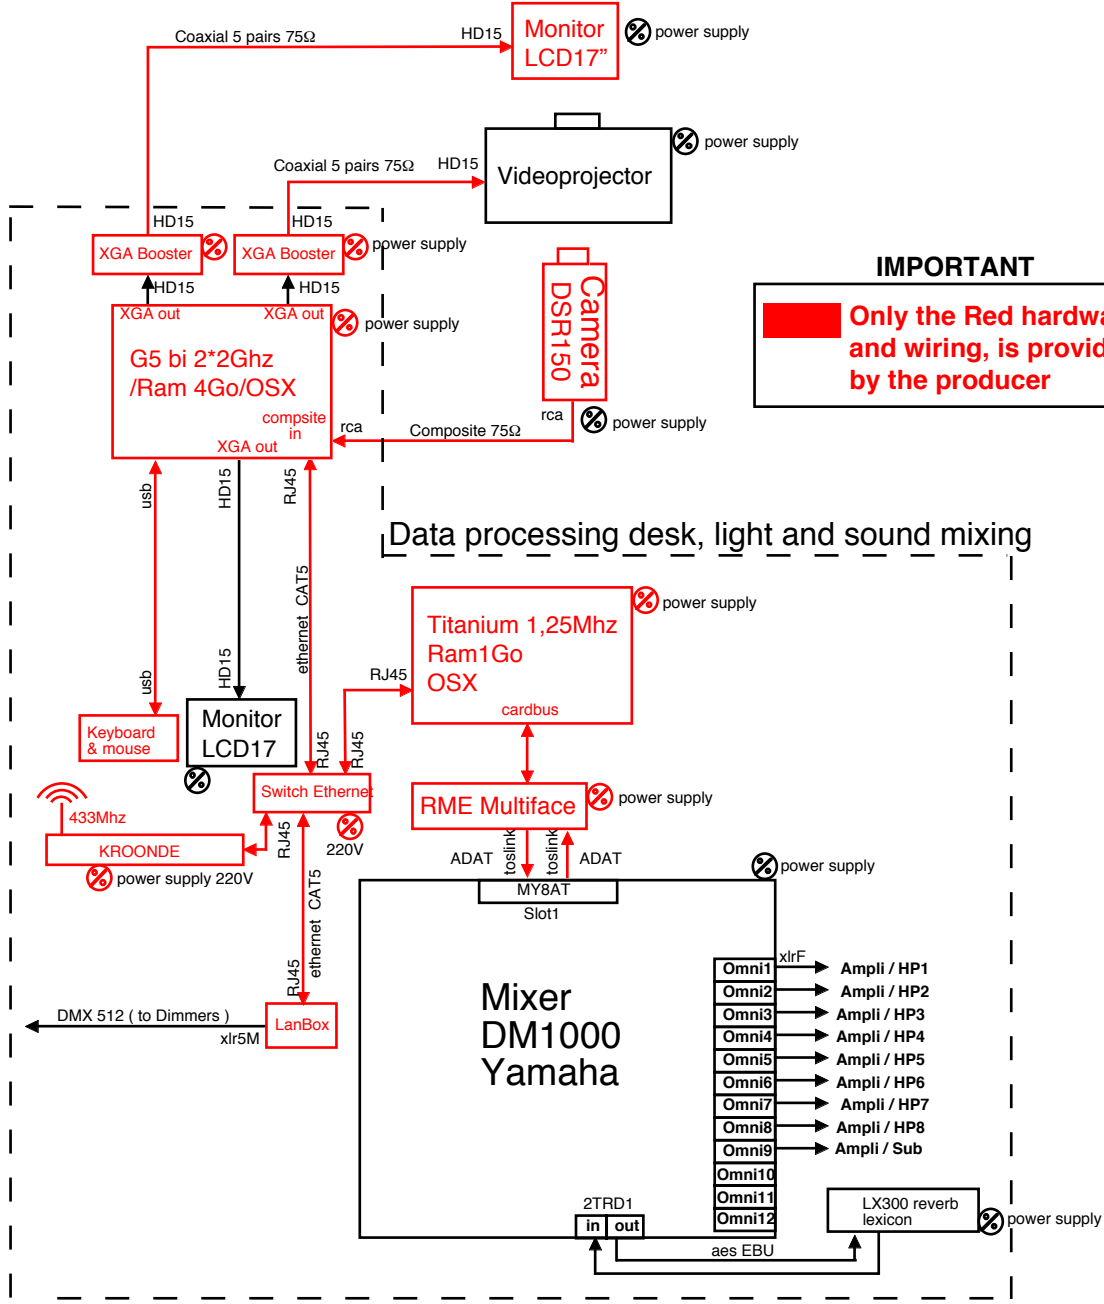 Coaxial 5 pairs 75Ω
HD15
Monitor
LCD17”
power supply
Coaxial 5 pairs 75Ω
HD15
Videoprojector
power supply
HD15
HD15
XGA Booster
XGA Booster
power supply
HD15
HD15
XGA out
XGA out
power supply
G5 bi 2*2Ghz
/Ram 4Go/OSX
compsite
in
XGA out
rca
Composite 75Ω
rca
Camera
DSR150
power supply
IMPORTANT
Only the Red hardwa
and wiring, is provid
by the producer
usb
HD15
RJ45
Data processing desk, light and sound mixing
ethernet CAT5
usb
HD15
RJ45
Titanium 1,25Mhz
Ram1Go
OSX
cardbus
power supply
Keyboard
& mouse
Monitor
LCD17
RJ45
RJ45
Switch Ethernet
220V
433Mhz
KROONDE
power supply 220V
RJ45
ethernet CAT5
RJ45
RME Multiface
power supply
ADAT
toslink
toslink
ADAT
MY8AT
Slot1
power supply
LanBox
DMX 512 ( to Dimmers )
xlr5M
Mixer
DM1000
Yamaha
xlrF
Omni1
Ampli / HP1
Omni2
Ampli / HP2
Omni3
Ampli / HP3
Omni4
Ampli / HP4
Omni5
Ampli / HP5
Omni6
Ampli / HP6
Omni7
Ampli / HP7
Omni8
Ampli / HP8
Omni9
Ampli / Sub
Omni10
Omni11
Omni12
2TRD1
in
out
aes EBU
LX300 reverb
lexicon
power supply